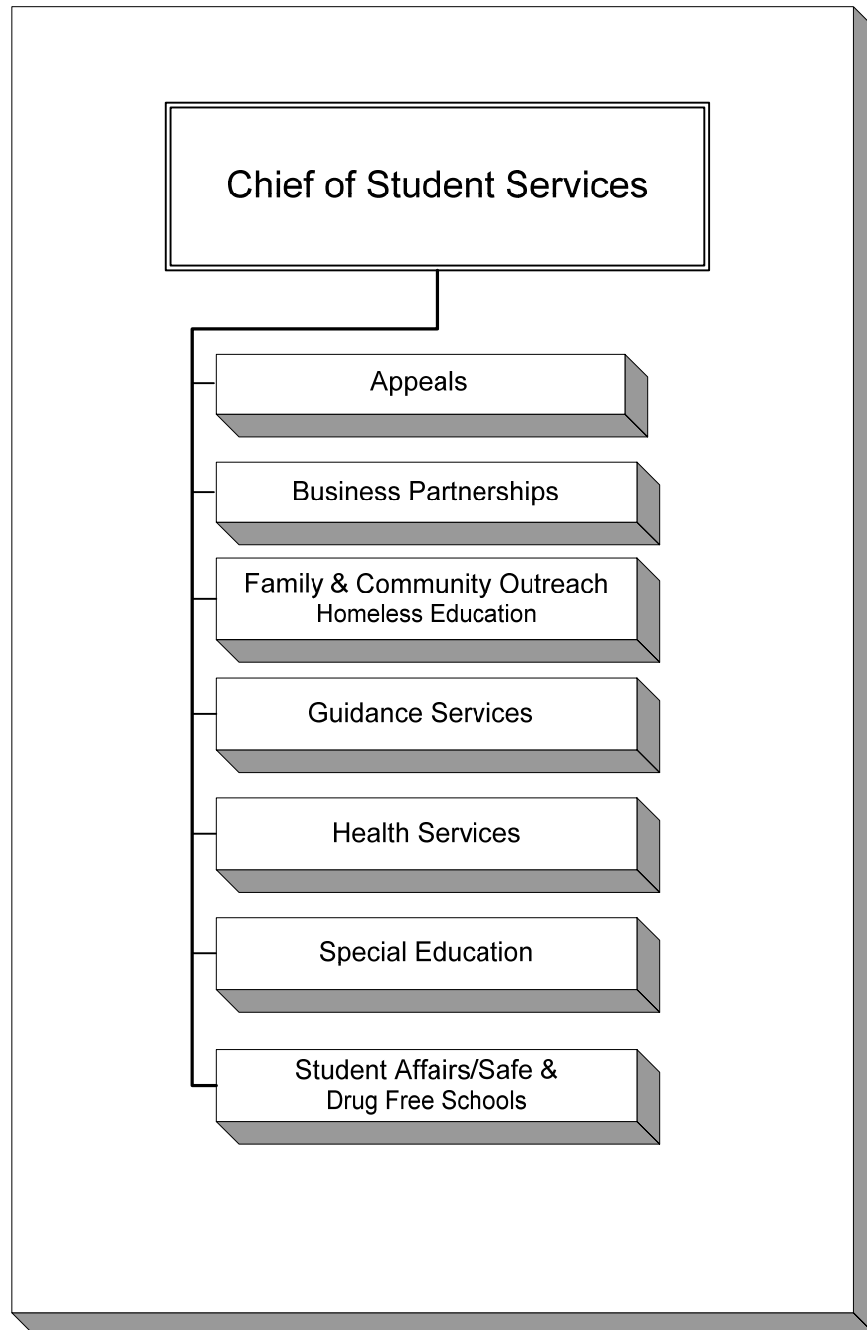 Chief of Student Services
Appeals
Business Partnerships
Family & Community Outreach
Homeless Education
Guidance Services
Health Services
Special Education
Student Affairs/Safe &
Drug Free Schools